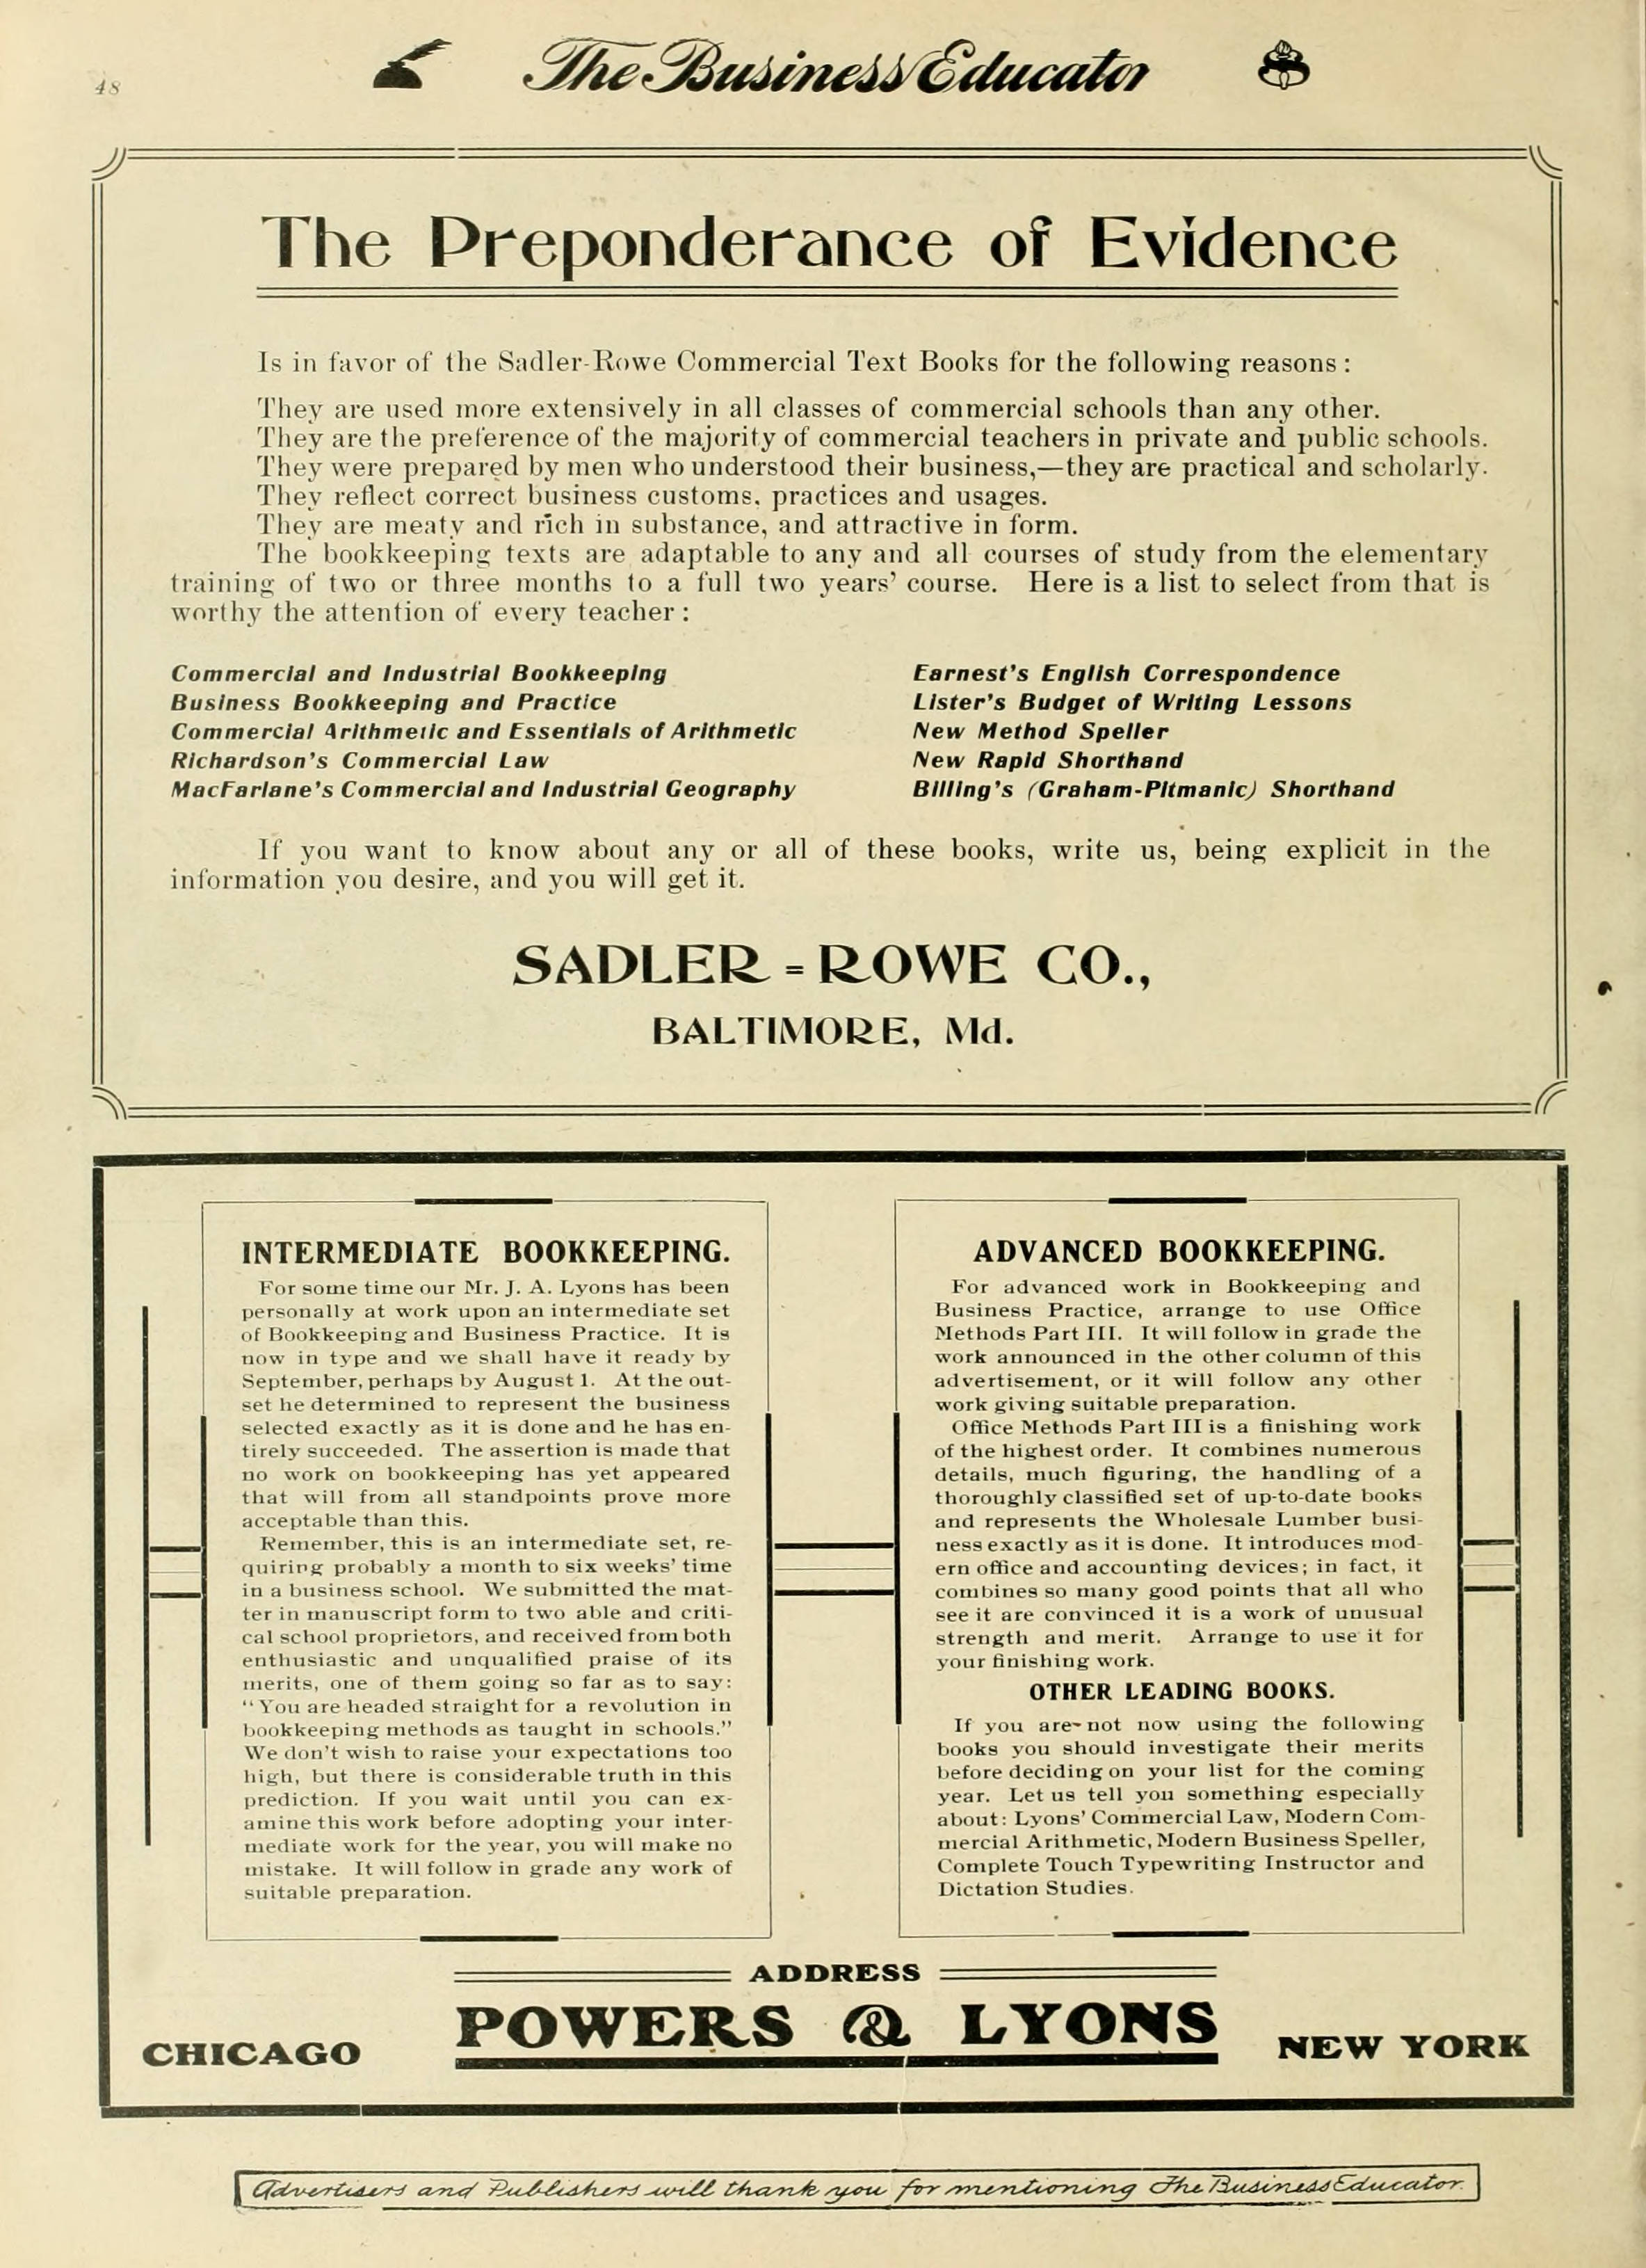 48
The Business Educator
The Preponderance of Evidence
Is in favor of the Sadler-Rowe Commercial Text Books for the following reasons:
They are used more extensively in all classes of commercial schools than any other.
They are the preference of the majority of commercial teachers in private and public schools.
They were prepared by men who understood their business,—they are practical and scholarly.
They reflect correct business customs, practices and usages.
They are meaty and rich in substance, and attractive in form.
The bookkeeping texts are adaptable to any and all courses of study from the elementary
training of two or three months to a full two years' course. Here is a list to select from that is
worthy the attention of every teacher:
Commercial and Industrial Bookkeeping
Business Bookkeeping and Practice
Commercial Arithmetic and Essentials of Arithmetic
Richardson's Commercial Law
MacFarlane's Commercial and Industrial Geography
Earnest's English Correspondence
Lister's Budget of Writing Lessons
New Method Speller
New Rapid Shorthand
Billing's (Graham-Pitmanic) Shorthand
If you want to know about any or all of these books, write us, being explicit in the
information you desire, and you will get it.
SADLER-ROWE CO.,
BALTIMORE, Md.
INTERMEDIATE BOOKKEEPING.
For some time our Mr. J. A. Lyons has been
personally at work upon an intermediate set
of Bookkeeping and Business Practice. It is
now in type and we shall have it ready by
September, perhaps by August 1. At the out-
set he determined to represent the business
selected exactly as it is done and he has en-
tirely succeeded. The assertion is made that
no work on bookkeeping has yet appeared
that will from all standpoints prove more
acceptable than this.
Remember, this is an intermediate set, re-
quiring probably a month to six weeks' time
in a business school. We submitted the mat-
ter in manuscript form to two able and criti-
cal school proprietors, and received from both
enthusiastic and unqualified praise of its
merits, one of them going so far as to say:
"You are headed straight for a revolution in
bookkeeping methods as taught in schools."
We don't wish to raise your expectations too
high, but there is considerable truth in this
prediction. If you wait until you can ex-
amine this work before adopting your inter-
mediate work for the year, you will make no
mistake. It will follow in grade any work of
suitable preparation.
ADVANCED BOOKKEEPING.
For advanced work in Bookkeeping and
Business Practice, arrange to use Office
Methods Part III. It will follow in grade the
work announced in the other column of this
advertisement, or it will follow any other
work giving suitable preparation.
Office Methods Part III is a finishing work
of the highest order. It combines numerous
details, much figuring, the handling of a
thoroughly classified set of up-to-date books
and represents the Wholesale Lumber busi-
ness exactly as it is done. It introduces mod-
ern office and accounting devices; in fact, it
combines so many good points that all who
see it are convinced it is a work of unusual
strength and merit. Arrange to use it for
your finishing work.
OTHER LEADING BOOKS.
If you are not now using the following
books you should investigate their merits
before deciding on your list for the coming
year. Let us tell you something especially
about: Lyons' Commercial Law, Modern Com-
mercial Arithmetic, Modern Business Speller,
Complete Touch Typewriting Instructor and
Dictation Studies.
ADDRESS
CHICAGO POWERS & LYONS NEW YORK
Advertisers and Publishers will thank you for mentioning The Business Educator.